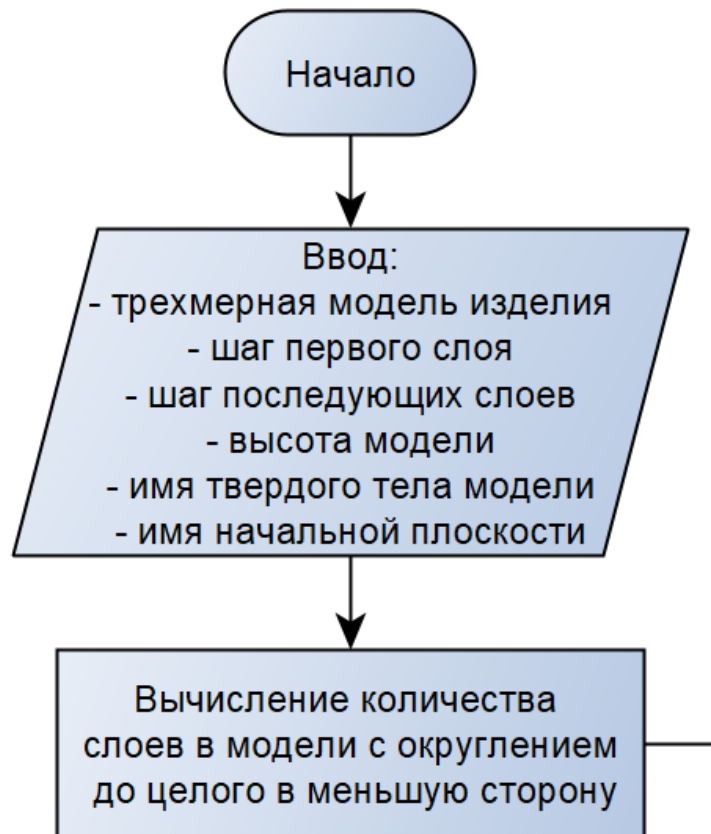 Начало
Ввод:
- трехмерная модель изделия
- шаг первого слоя
- шаг последующих слоев
- высота модели
- имя твердого тела модели
- имя начальной плоскости
Вычисление количества
слоев в модели с округлением
до целого в меньшую сторону